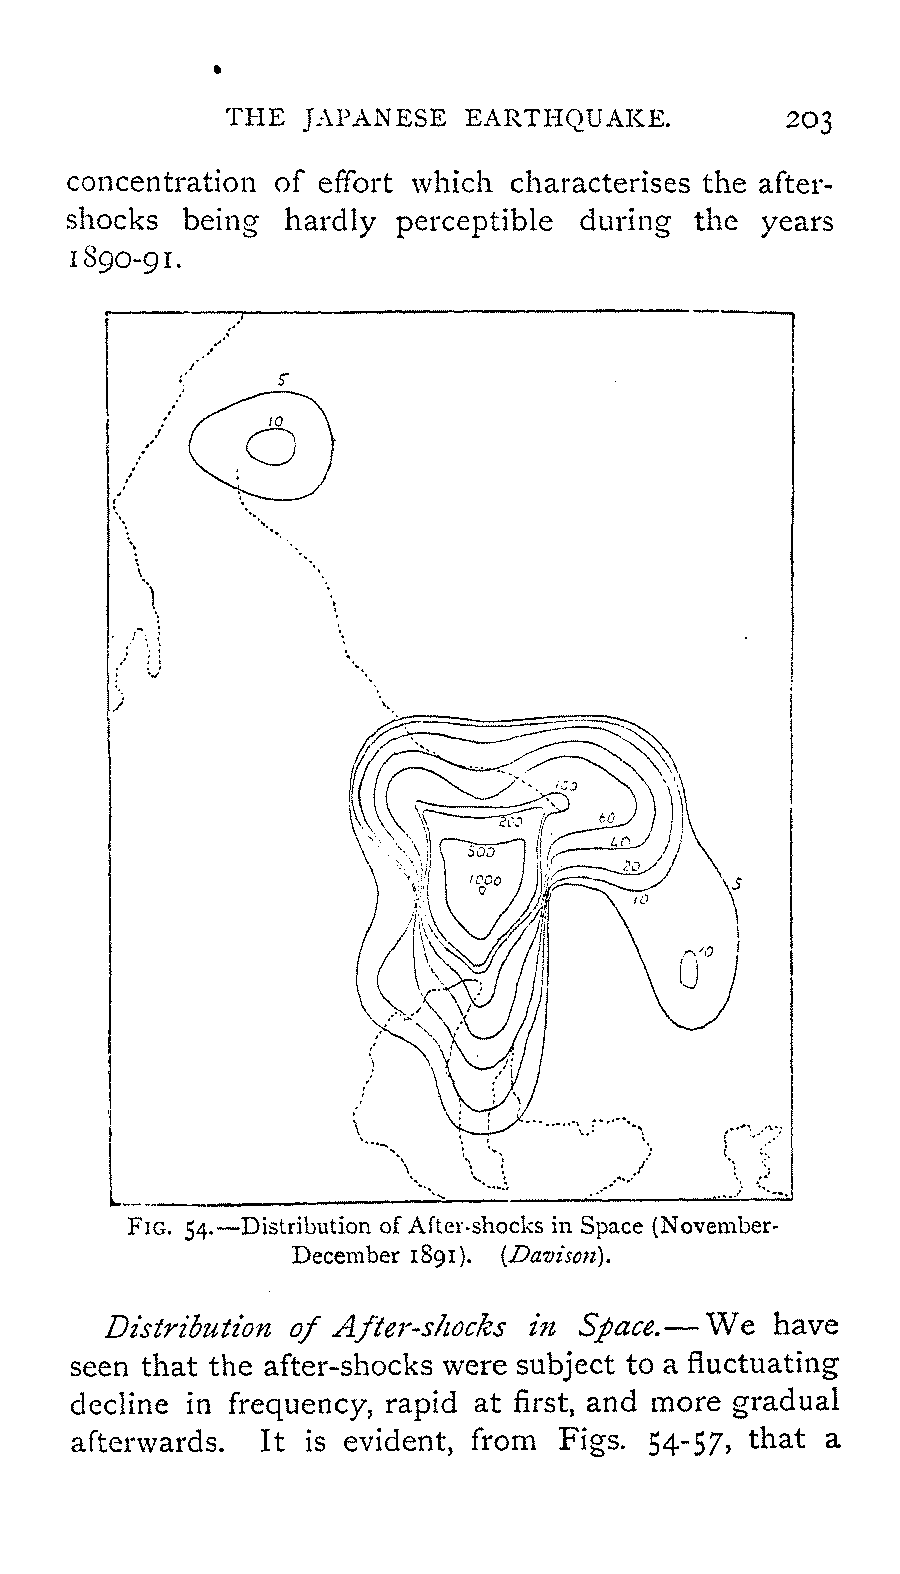 THE JAPANESE EARTHQUAKE. 203
concentration of effort which characterises the after-
shocks being hardly perceptible during the years
1890-91.
5
10
100
200
60
40
500
20
1000
5
10
10
FIG. 54.—Distribution of After-shocks in Space (November-
December 1891). (Davison).
Distribution of After-shocks in Space.—We have
seen that the after-shocks were subject to a fluctuating
decline in frequency, rapid at first, and more gradual
afterwards. It is evident, from Figs. 54-57, that a